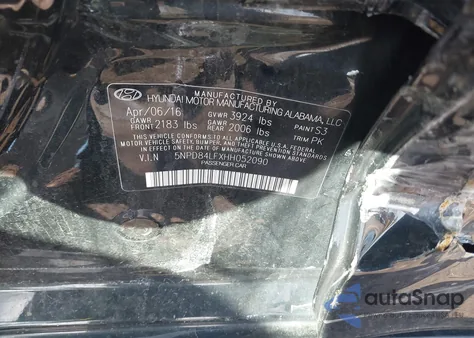 MANUFACTURED BY
HYUNDAI MOTOR MANUFACTURING ALABAMA, LLC
Apr/06/16 GVWR 3924 lbs
GAWR FRONT 2183 lbs GAWR REAR 2006 lbs PAINT S3
TRIM PK
THIS VEHICLE CONFORMS TO ALL APPLICABLE U.S.A. FEDERAL
MOTOR VEHICLE SAFETY, BUMPER, AND THEFT PREVENTION STANDARDS
IN EFFECT ON THE DATE OF MANUFACTURE SHOWN ABOVE.
V.I.N 5NPD84LFXHH052090
PASSENGER CAR
autoSnap